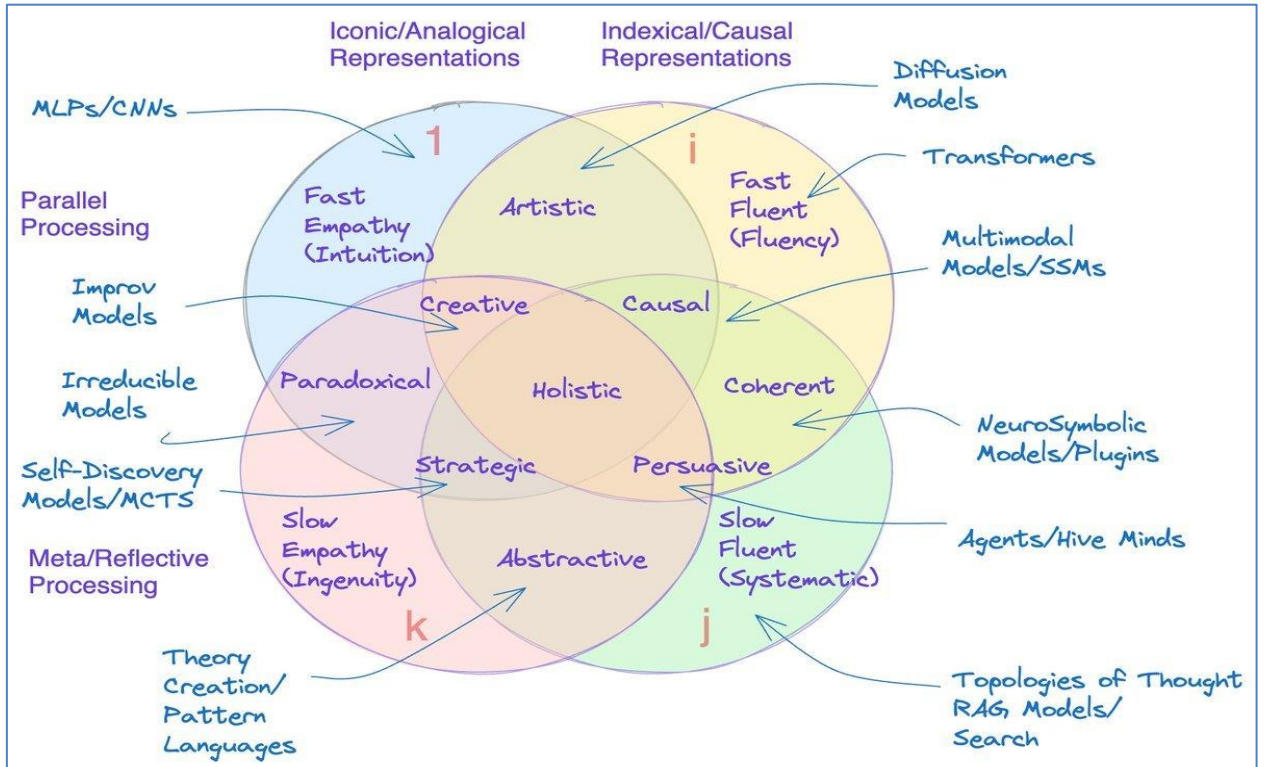 Iconic/Analogical
Representations
Indexical/Causal
Representations
MLPs/CNNs
Diffusion
Models
1
i
Transformers
Parallel
Processing
Fast
Empathy
(Intuition)
Artistic
Fast
Fluent
(Fluency)
Multimodal
Models/SSMs
Improv
Models
Creative
Causal
Irreducible
Models
Paradoxical
Holistic
Coherent
NeuroSymbolic
Models/Plugins
Self-Discovery
Models/MCTS
Strategic
Persuasive
Meta/Reflective
Processing
Slow
Empathy
(Ingenuity)
Abstractive
Slow
Fluent
(Systematic)
Agents/Hive Minds
k
j
Theory
Creation/
Pattern
Languages
Topologies of Thought
RAG, Models/
Search